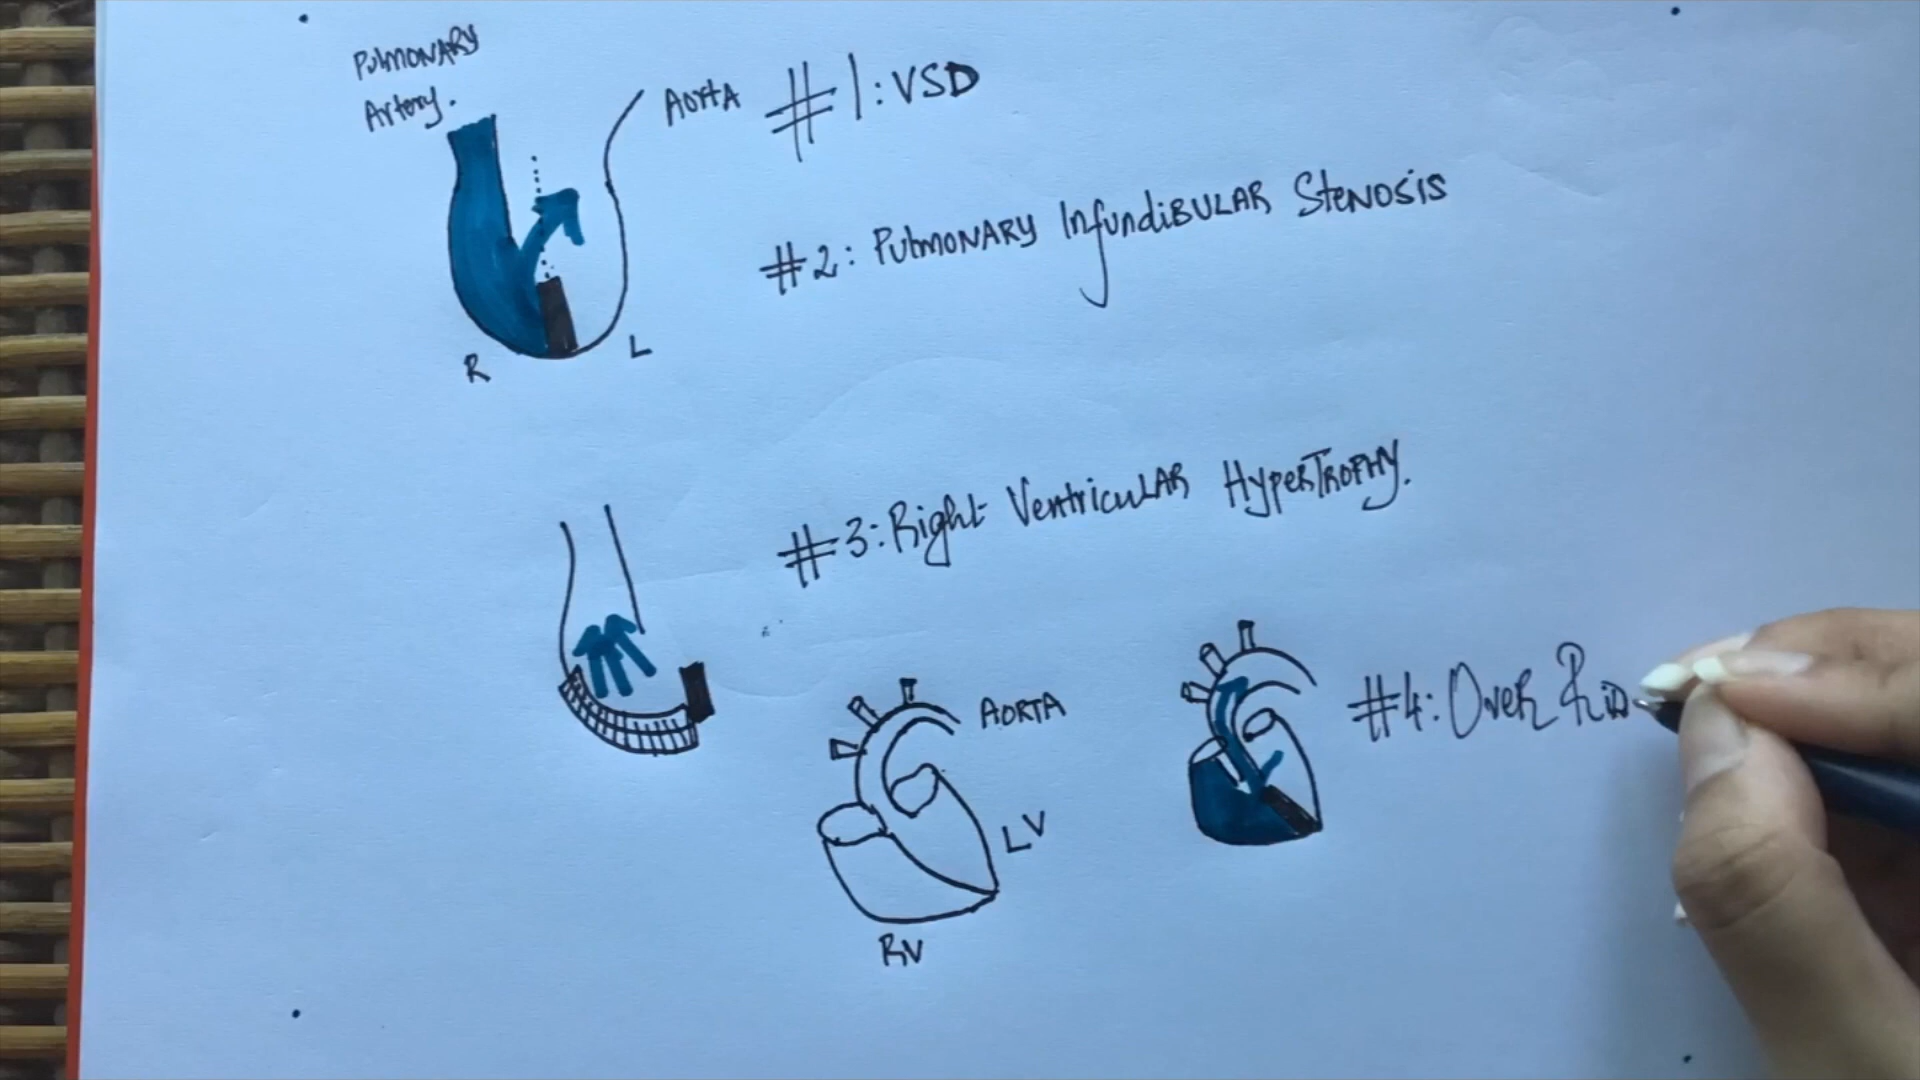 Pulmonary
Artery.
Aorta
#1: VSD
#2: Pulmonary Infundibular Stenosis
R
L
#3: Right Ventricular Hypertrophy.
AORTA
LV
RV
#4: Over Rid